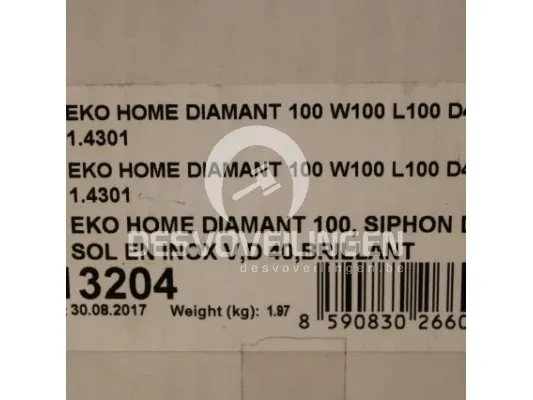 EKO HOME DIAMANT 100 W100 L100 D4
1.4301
EKO HOME DIAMANT 100 W100 L100 D4
1.4301
EKO HOME DIAMANT 100, SIPHON D
SOL EN INOX V,D 40,BRILLANT
DESVOVEILINGEN
desvoveilingen.be
13204
: 30.08.2017 Weight (kg): 1.97
8 590830 2660